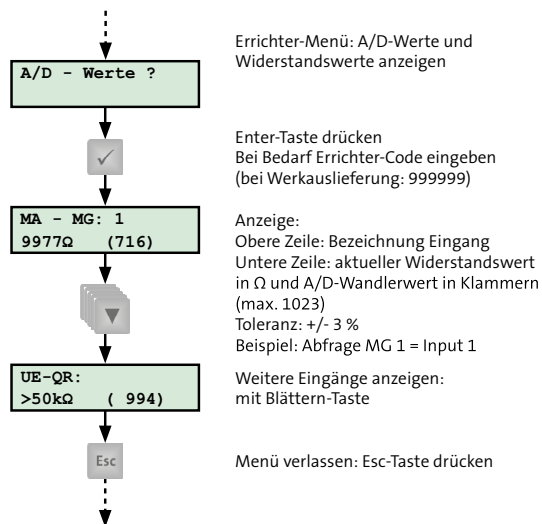 Errichter-Menü: A/D-Werte und
Widerstandswerte anzeigen
A/D - Werte ?
Enter-Taste drücken
Bei Bedarf Errichter-Code eingeben
(bei Werkauslieferung: 999999)
MA - MG: 1
9977Ω (716)
Anzeige:
Obere Zeile: Bezeichnung Eingang
Untere Zeile: aktueller Widerstandswert
in Ω und A/D-Wandlerwert in Klammern
(max. 1023)
Toleranz: +/- 3 %
Beispiel: Abfrage MG 1 = Input 1
UE-QR:
>50kΩ ( 994)
Weitere Eingänge anzeigen:
mit Blättern-Taste
Esc
Menü verlassen: Esc-Taste drücken